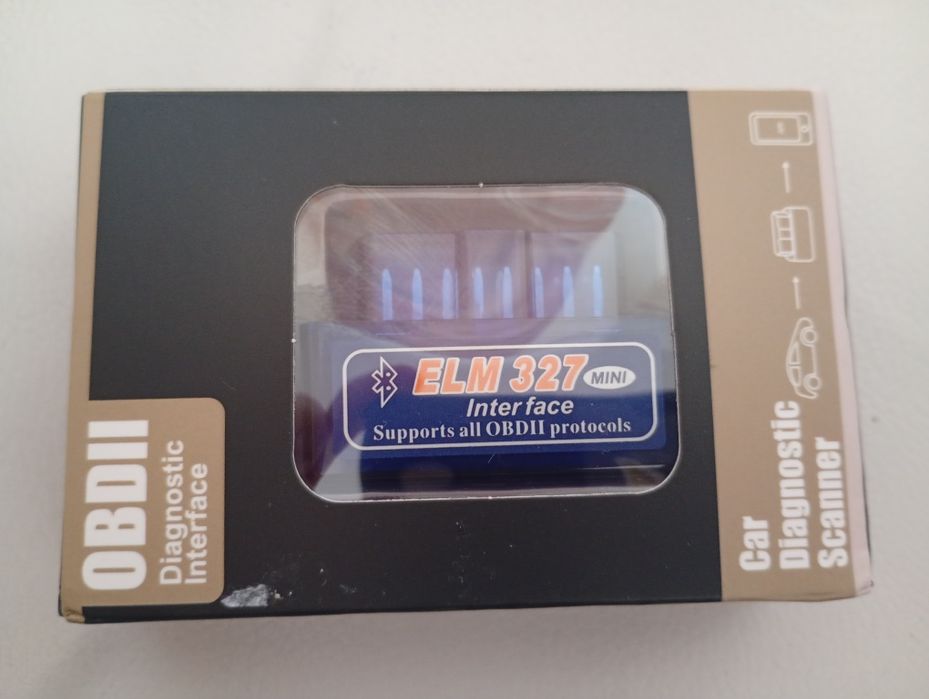 OBDII
Diagnostic
Interface
ELM 327 MINI
Interface
Supports all OBDII protocols
Car
Diagnostic
Scanner